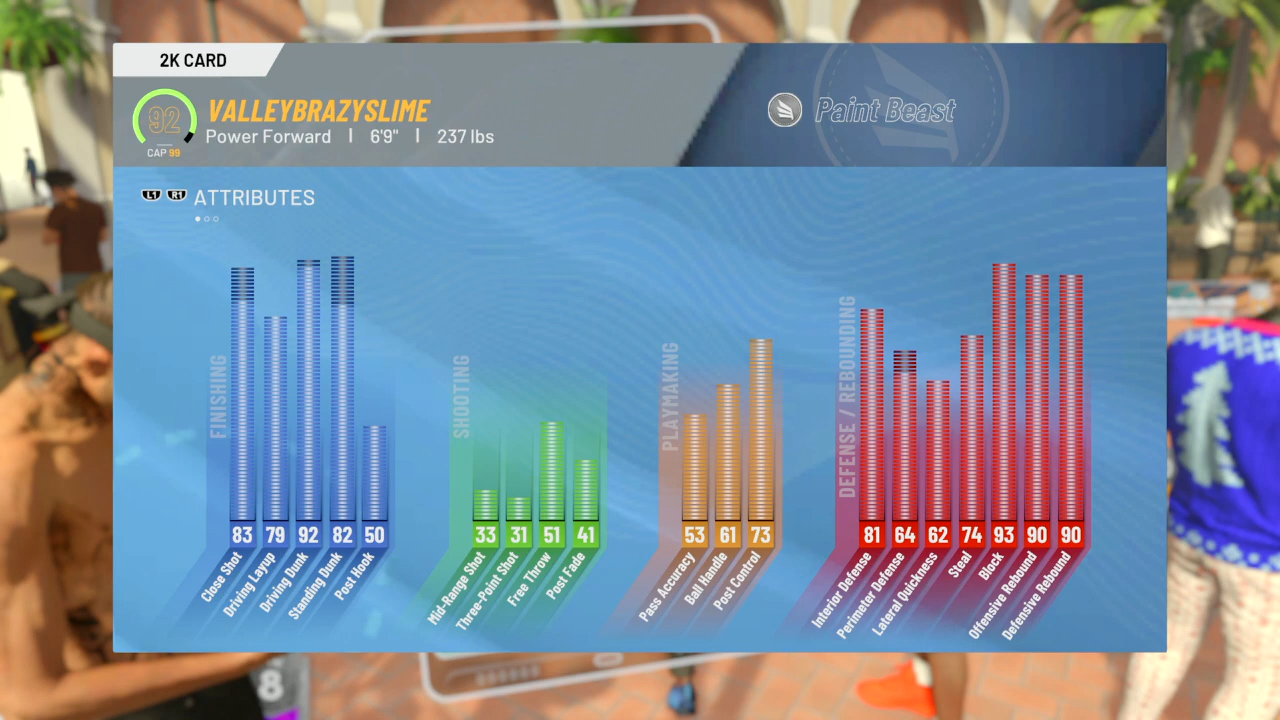 2K CARD
92
CAP 99
VALLEYBRAZYSLIME
Power Forward | 6'9" | 237 lbs
Paint Beast
L1 R1 ATTRIBUTES
FINISHING
83 79 92 82 50
Close Shot
Driving Layup
Driving Dunk
Standing Dunk
Post Hook
SHOOTING
33 31 51 41
Mid-Range Shot
Three-Point Shot
Free Throw
Post Fade
PLAYMAKING
53 61 73
Pass Accuracy
Ball Handle
Post Control
DEFENSE / REBOUNDING
81 64 62 74 93 90 90
Interior Defense
Perimeter Defense
Lateral Quickness
Steal
Block
Offensive Rebound
Defensive Rebound
8